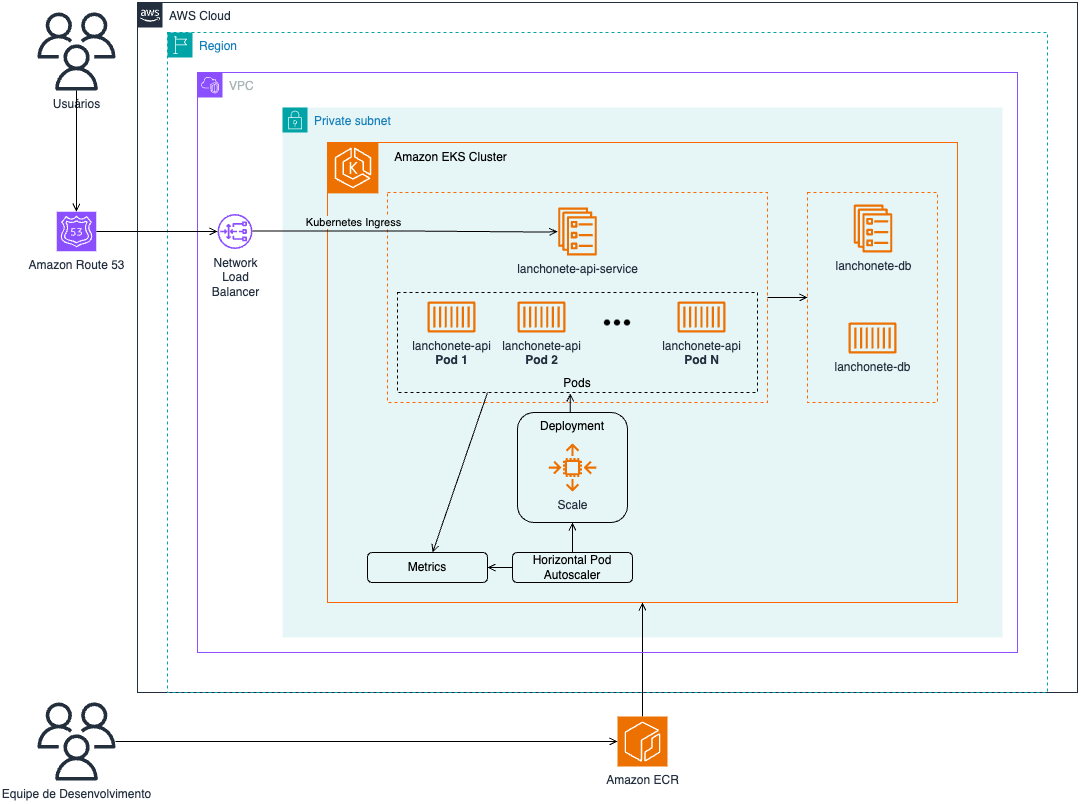 aws
AWS Cloud
Region
VPC
Usuários
Private subnet
Amazon EKS Cluster
K
Kubernetes Ingress
53
Amazon Route 53
Network
Load
Balancer
lanchonete-api-service
lanchonete-db
lanchonete-api
Pod 1
lanchonete-api
Pod 2
lanchonete-api
Pod N
lanchonete-db
Pods
Deployment
Scale
Metrics
Horizontal Pod
Autoscaler
Amazon ECR
Equipe de Desenvolvimento